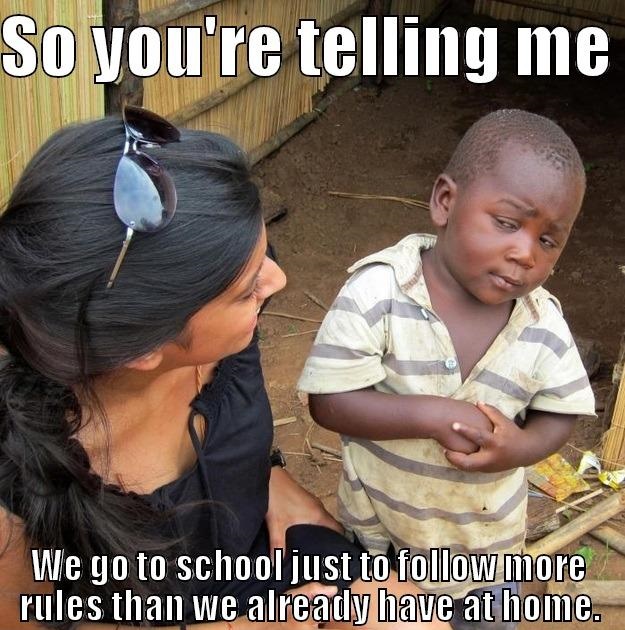 So you're telling me
We go to school just to follow more
rules than we already have at home.